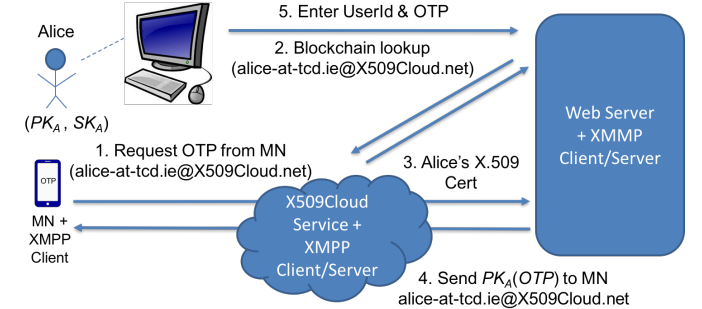 5. Enter UserId & OTP
Alice
2. Blockchain lookup
(alice-at-tcd.ie@X509Cloud.net)
(PKA , SKA)
Web Server
+ XMMP
Client/Server
1. Request OTP from MN
(alice-at-tcd.ie@X509Cloud.net)
3. Alice's X.509
Cert
OTP
MN +
XMPP
Client
X509Cloud
Service +
XMPP
Client/Server
4. Send PKA(OTP) to MN
alice-at-tcd.ie@X509Cloud.net